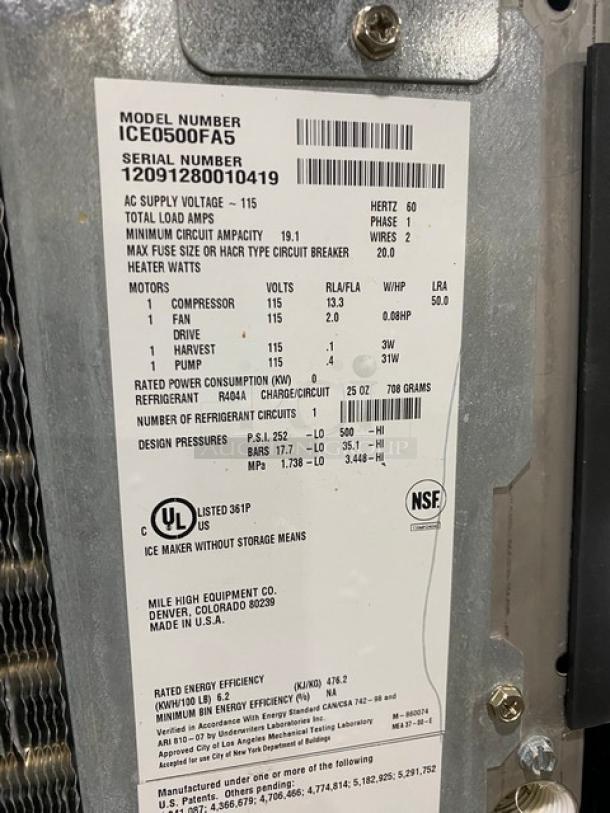 MODEL NUMBER
ICE0500FA5
SERIAL NUMBER
12091280010419
AC SUPPLY VOLTAGE ~ 115 HERTZ 60
TOTAL LOAD AMPS PHASE 1
MINIMUM CIRCUIT AMPACITY 19.1 WIRES 2
MAX FUSE SIZE OR HACR TYPE CIRCUIT BREAKER 20.0
HEATER WATTS
MOTORS VOLTS RLA/FLA W/HP LRA
1 COMPRESSOR 115 13.3 50.0
1 FAN 115 2.0 0.08HP
DRIVE
1 HARVEST 115 .1 3W
1 PUMP 115 .4 31W
RATED POWER CONSUMPTION (KW) 0
REFRIGERANT R404A CHARGE/CIRCUIT 25 OZ 708 GRAMS
NUMBER OF REFRIGERANT CIRCUITS 1
DESIGN PRESSURES P.S.I. 252 -LO 500 -HI
BARS 17.7 -LO 35.1 -HI
MPa 1.738 -LO 3.448 -HI
C UL US LISTED 361P
NSF.
COMPONENT
ICE MAKER WITHOUT STORAGE MEANS
MILE HIGH EQUIPMENT CO.
DENVER, COLORADO 80239
MADE IN U.S.A.
RATED ENERGY EFFICIENCY
(KWH/100 LB) 6.2 (KJ/KG) 476.2
MINIMUM BIN ENERGY EFFICIENCY (%) NA
Verified in Accordance With Energy Standard CAN/CSA 742-98 and
ARI 810-07 by Underwriters Laboratories Inc.
Approved City of Los Angeles Mechanical Testing Laboratory M-860074
Accepted for use City of New York Department of Buildings MEA 37-80-E
Manufactured under one or more of the following
U.S. Patents. Others pending:
087; 4,366,679; 4,706,466; 4,774,814; 5,182,925; 5,291,752